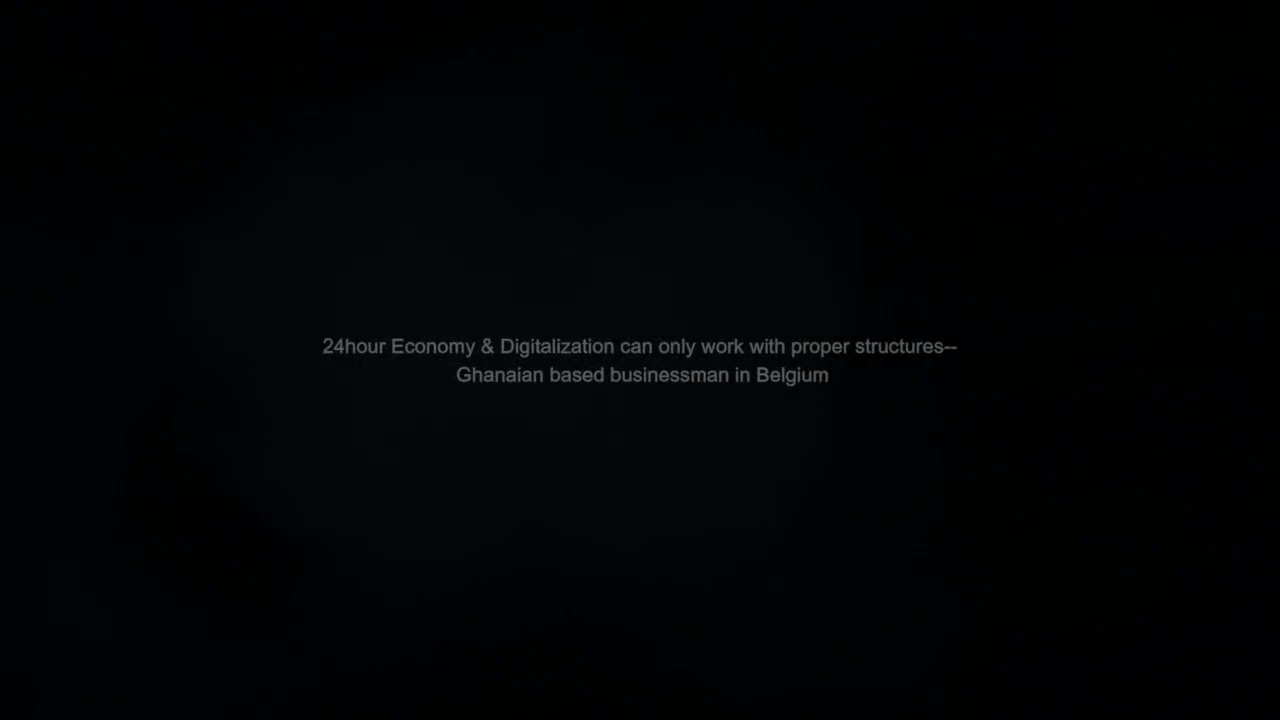 24hour Economy & Digitalization can only work with proper structures--
Ghanaian based businessman in Belgium